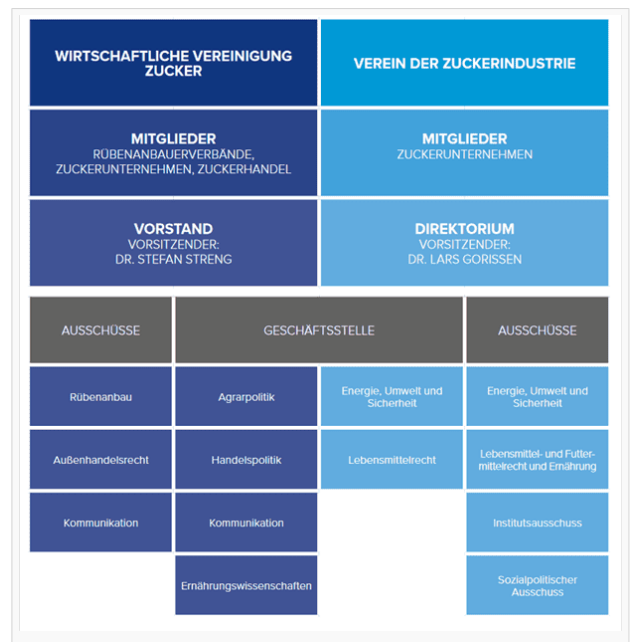 WIRTSCHAFTLICHE VEREINIGUNG
ZUCKER
VEREIN DER ZUCKERINDUSTRIE
MITGLIEDER
RÜBENANBAUERVERBÄNDE,
ZUCKERUNTERNEHMEN, ZUCKERHANDEL
MITGLIEDER
ZUCKERUNTERNEHMEN
VORSTAND
VORSITZENDER:
DR. STEFAN STRENG
DIREKTORIUM
VORSITZENDER:
DR. LARS GORISSEN
AUSSCHÜSSE
GESCHÄFTSSTELLE
AUSSCHÜSSE
Rübenanbau
Agrarpolitik
Energie, Umwelt und
Sicherheit
Energie, Umwelt und
Sicherheit
Außenhandelsrecht
Handelspolitik
Lebensmittelrecht
Lebensmittel- und Futter-
mittelrecht und Ernährung
Kommunikation
Kommunikation
Institutsausschuss
Ernährungswissenschaften
Sozialpolitischer
Ausschuss